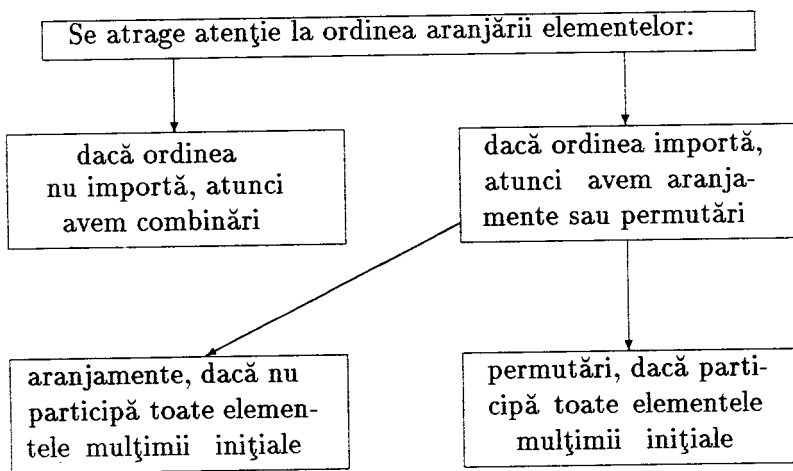 Se atrage atenţie la ordinea aranjării elementelor:
dacă ordinea
nu importă, atunci
avem combinări
dacă ordinea importă,
atunci avem aranja-
mente sau permutări
aranjamente, dacă nu
participă toate elemen-
tele mulţimii iniţiale
permutări, dacă parti-
cipă toate elementele
mulţimii iniţiale